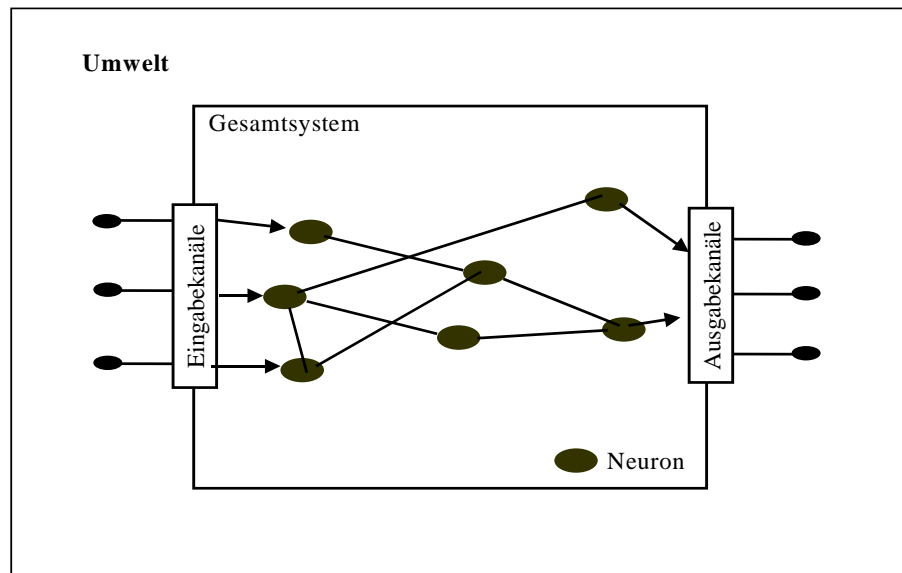 Umwelt
Gesamtsystem
Eingabekanäle
Ausgabekanäle
Neuron